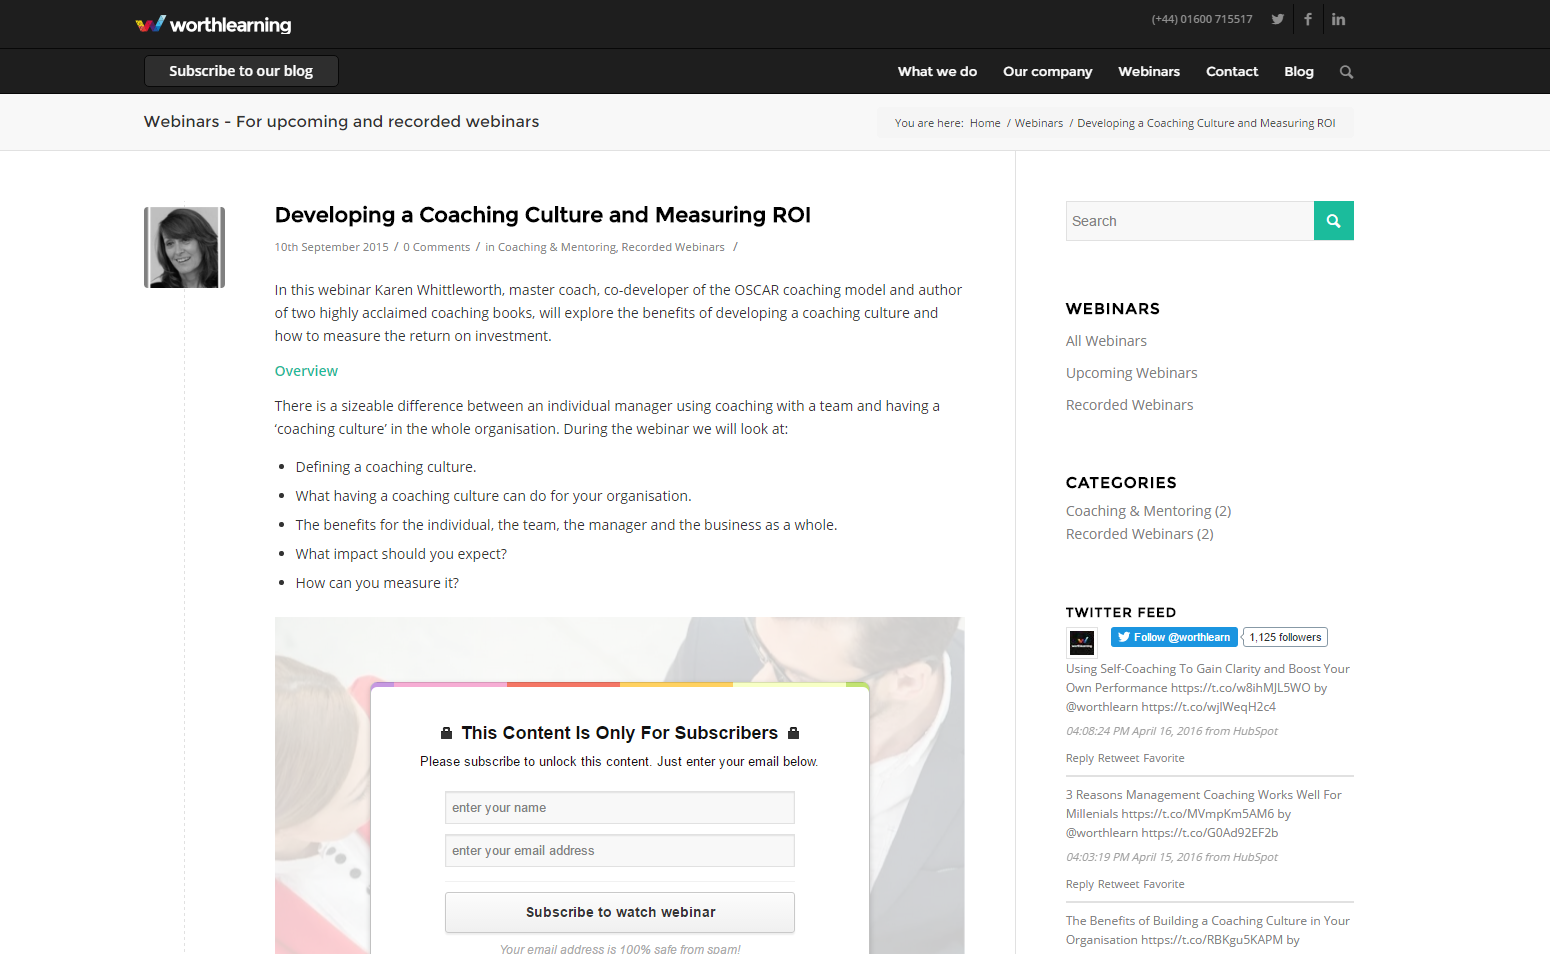 worthlearning
(+44) 01600 715517
Subscribe to our blog
What we do
Our company
Webinars
Contact
Blog
Webinars - For upcoming and recorded webinars
You are here: Home / Webinars / Developing a Coaching Culture and Measuring ROI
Developing a Coaching Culture and Measuring ROI
10th September 2015 / 0 Comments / in Coaching & Mentoring, Recorded Webinars /
In this webinar Karen Whittleworth, master coach, co-developer of the OSCAR coaching model and author
of two highly acclaimed coaching books, will explore the benefits of developing a coaching culture and
how to measure the return on investment.
Overview
There is a sizeable difference between an individual manager using coaching with a team and having a
‘coaching culture’ in the whole organisation. During the webinar we will look at:
Defining a coaching culture.
What having a coaching culture can do for your organisation.
The benefits for the individual, the team, the manager and the business as a whole.
What impact should you expect?
How can you measure it?
This Content Is Only For Subscribers
Please subscribe to unlock this content. Just enter your email below.
enter your name
enter your email address
Subscribe to watch webinar
Your email address is 100% safe from spam!
Search
WEBINARS
All Webinars
Upcoming Webinars
Recorded Webinars
CATEGORIES
Coaching & Mentoring (2)
Recorded Webinars (2)
TWITTER FEED
worthlearning
Follow @worthlearn
1,125 followers
Using Self-Coaching To Gain Clarity and Boost Your
Own Performance https://t.co/w8ihMJL5WO by
@worthlearn https://t.co/wjIWeqH2c4
04:08:24 PM April 16, 2016 from HubSpot
Reply Retweet Favorite
3 Reasons Management Coaching Works Well For
Millenials https://t.co/MVmpKm5AM6 by
@worthlearn https://t.co/G0Ad92EF2b
04:03:19 PM April 15, 2016 from HubSpot
Reply Retweet Favorite
The Benefits of Building a Coaching Culture in Your
Organisation https://t.co/RBKgu5KAPM by